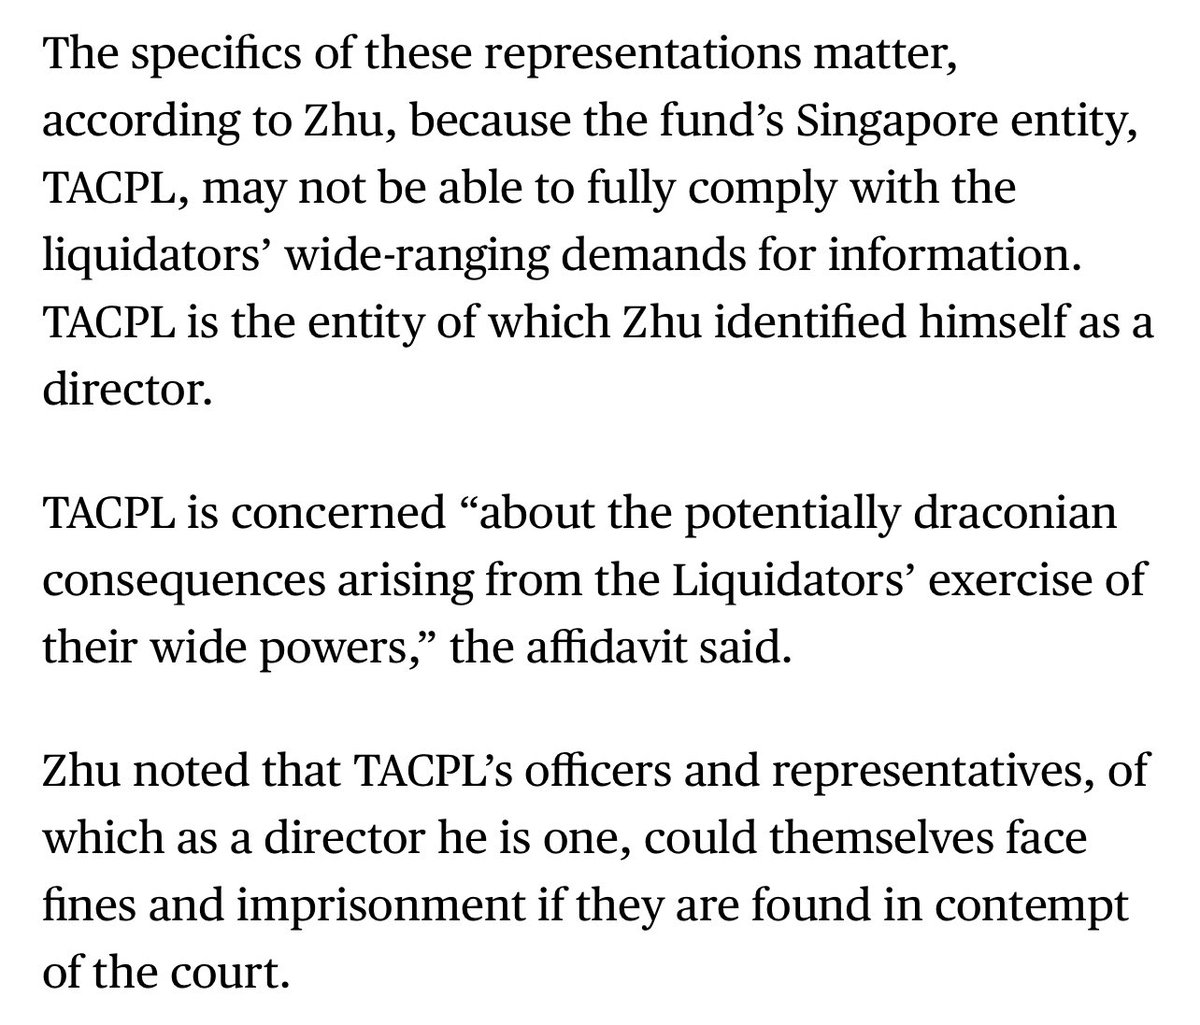 The specifics of these representations matter,
according to Zhu, because the fund’s Singapore entity,
TACPL, may not be able to fully comply with the
liquidators’ wide-ranging demands for information.
TACPL is the entity of which Zhu identified himself as a
director.
TACPL is concerned “about the potentially draconian
consequences arising from the Liquidators’ exercise of
their wide powers,” the affidavit said.
Zhu noted that TACPL’s officers and representatives, of
which as a director he is one, could themselves face
fines and imprisonment if they are found in contempt
of the court.